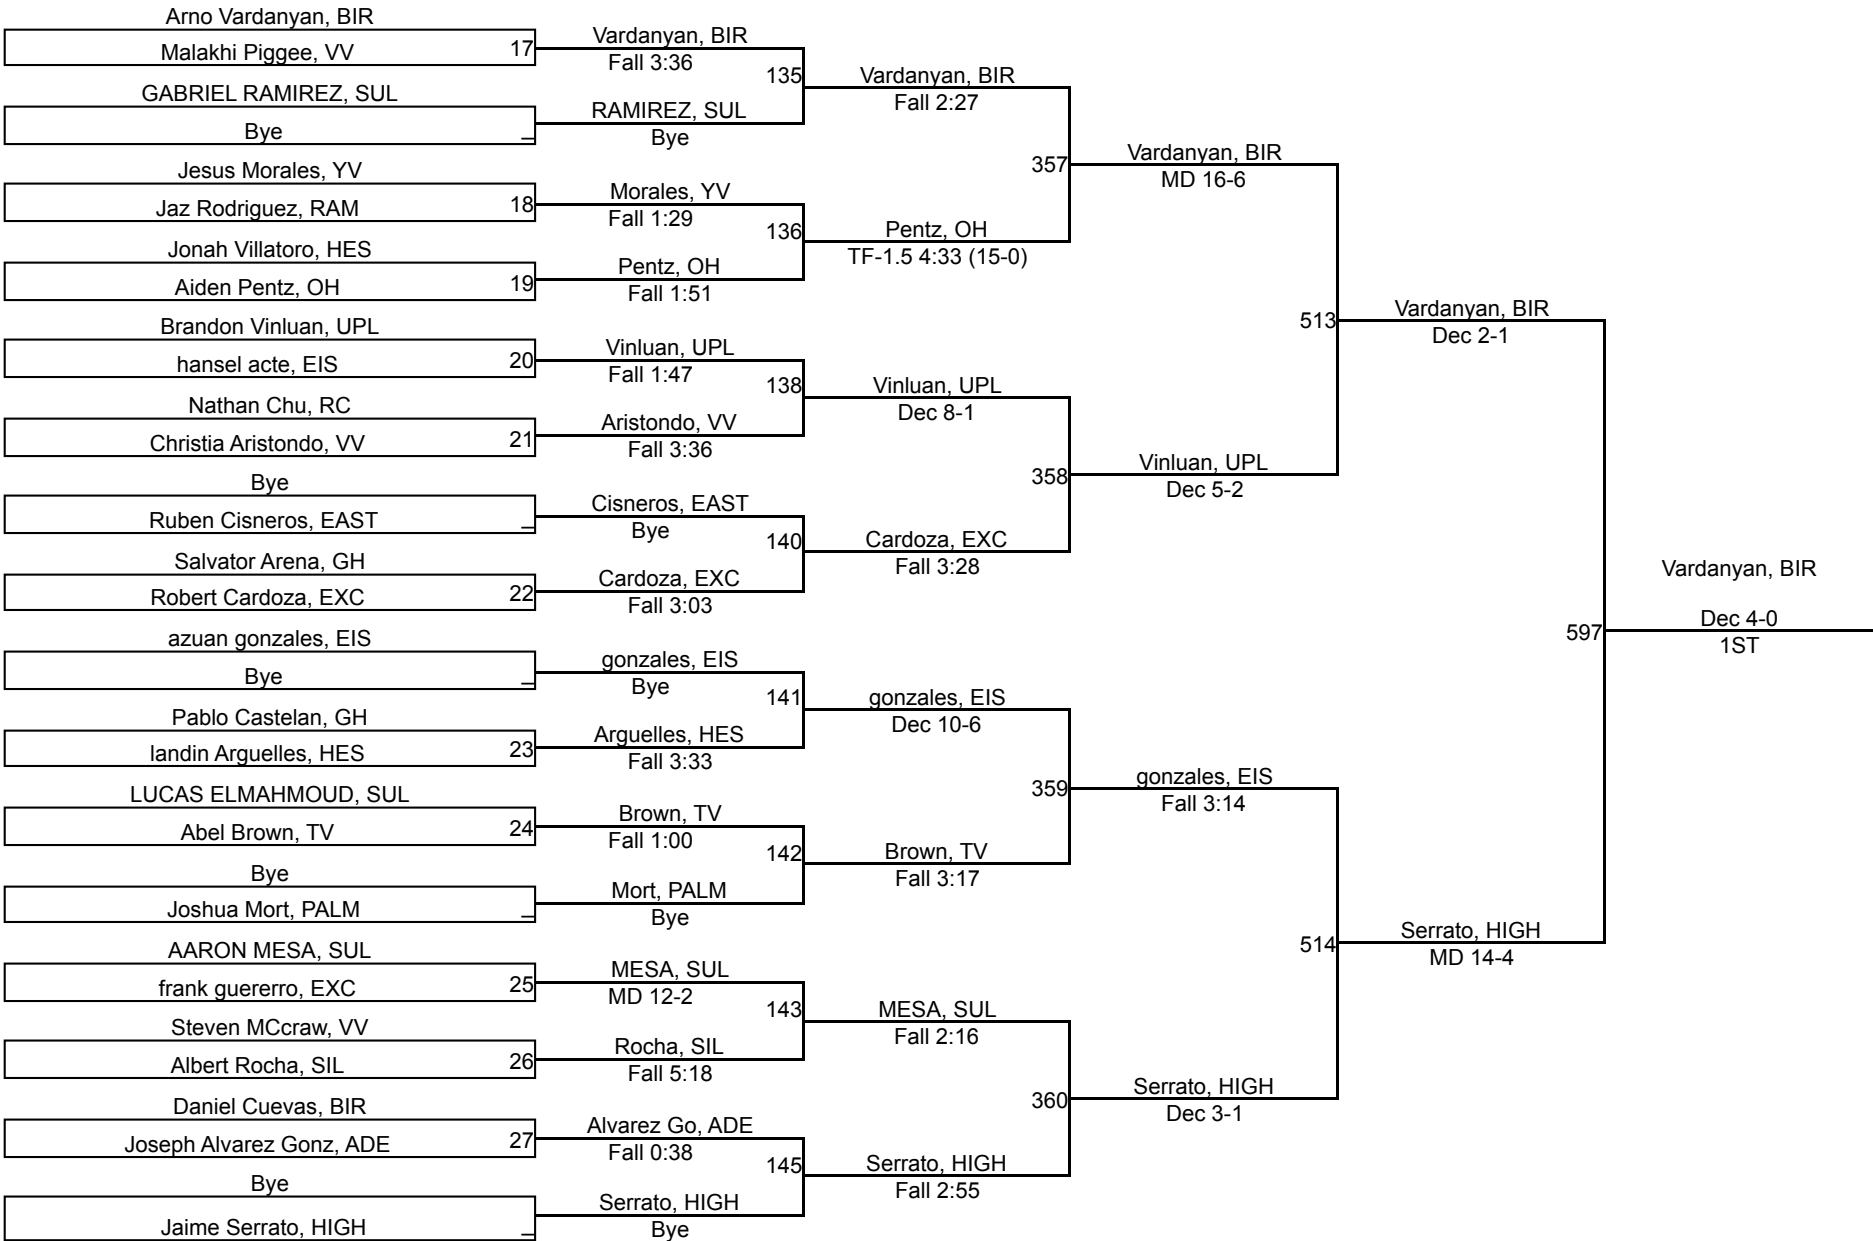 Arno Vardanyan, BIR
Malakhi Piggee, VV 17
GABRIEL RAMIREZ, SUL
Bye _
Jesus Morales, YV
Jaz Rodriguez, RAM 18
Jonah Villatoro, HES
Aiden Pentz, OH 19
Brandon Vinluan, UPL
hansel acte, EIS 20
Nathan Chu, RC
Christia Aristondo, VV 21
Bye
Ruben Cisneros, EAST _
Salvator Arena, GH
Robert Cardoza, EXC 22
azuan gonzales, EIS
Bye _
Pablo Castelan, GH
landin Arguelles, HES 23
LUCAS ELMAHMOUD, SUL
Abel Brown, TV 24
Bye
Joshua Mort, PALM _
AARON MESA, SUL
frank guererro, EXC 25
Steven MCcraw, VV
Albert Rocha, SIL 26
Daniel Cuevas, BIR
Joseph Alvarez Gonz, ADE 27
Bye
Jaime Serrato, HIGH _
Vardanyan, BIR
Fall 3:36
135
RAMIREZ, SUL
Bye
Morales, YV
Fall 1:29
136
Pentz, OH
Fall 1:51
Vinluan, UPL
Fall 1:47
138
Aristondo, VV
Fall 3:36
Cisneros, EAST
Bye
140
Cardoza, EXC
Fall 3:03
gonzales, EIS
Bye
141
Arguelles, HES
Fall 3:33
Brown, TV
Fall 1:00
142
Mort, PALM
Bye
MESA, SUL
MD 12-2
143
Rocha, SIL
Fall 5:18
Alvarez Go, ADE
Fall 0:38
145
Serrato, HIGH
Bye
Vardanyan, BIR
Fall 2:27
357
Pentz, OH
TF-1.5 4:33 (15-0)
Vinluan, UPL
Dec 8-1
358
Cardoza, EXC
Fall 3:28
gonzales, EIS
Dec 10-6
359
Brown, TV
Fall 3:17
MESA, SUL
Fall 2:16
360
Serrato, HIGH
Fall 2:55
Vardanyan, BIR
MD 16-6
513
Vinluan, UPL
Dec 5-2
gonzales, EIS
Fall 3:14
514
Serrato, HIGH
Dec 3-1
Vardanyan, BIR
Dec 2-1
597
Serrato, HIGH
MD 14-4
Vardanyan, BIR
Dec 4-0
1ST